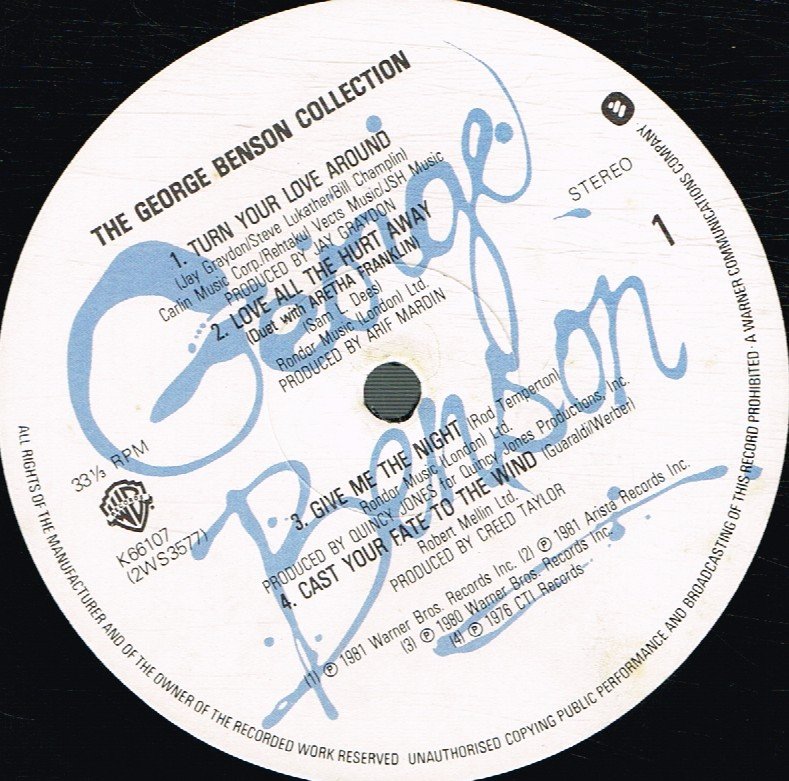 THE GEORGE BENSON COLLECTION
1. TURN YOUR LOVE AROUND
(Jay Graydon/Steve Lukather/Bill Champlin)
Carlin Music Corp./Rehtakul Vects Music/JSH Music
PRODUCED BY JAY GRAYDON
2. LOVE ALL THE HURT AWAY
(Duet with ARETHA FRANKLIN)
(Sam L. Dees)
Rondor Music (London) Ltd.
PRODUCED BY ARIF MARDIN
STEREO
1
George
Benson
33⅓ RPM
WB
K66107
(2WS3577)
3. GIVE ME THE NIGHT (Rod Temperton)
Rondor Music (London) Ltd.
PRODUCED BY QUINCY JONES for Quincy Jones Productions, Inc.
4. CAST YOUR FATE TO THE WIND (Guaraldi/Werber)
Robert Mellin Ltd.
PRODUCED BY CREED TAYLOR
(1) ℗ 1981 Warner Bros. Records Inc. (2) ℗ 1981 Arista Records Inc.
(3) ℗ 1980 Warner Bros. Records Inc.
(4) ℗ 1976 CTI Records
ALL RIGHTS OF THE MANUFACTURER AND OF THE OWNER OF THE RECORDED WORK RESERVED UNAUTHORISED COPYING PUBLIC PERFORMANCE AND BROADCASTING OF THIS RECORD PROHIBITED · A WARNER COMMUNICATIONS COMPANY.